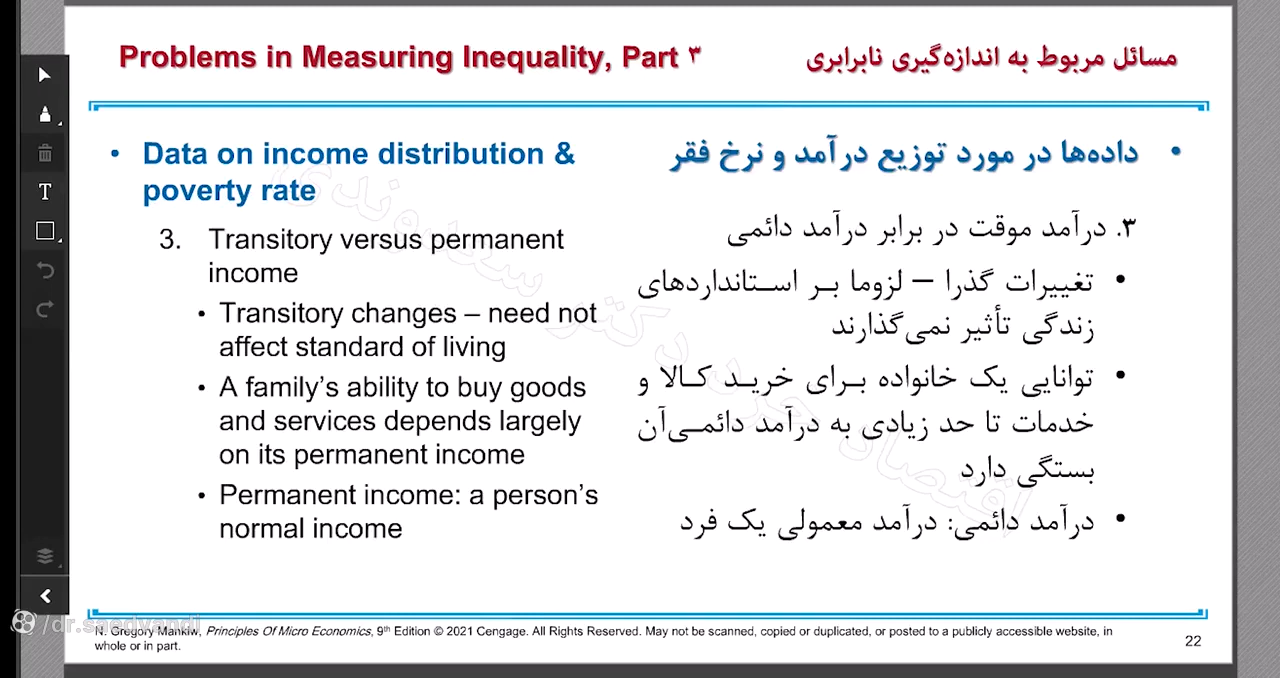 Problems in Measuring Inequality, Part ۳
مسائل مربوط به اندازه‌گیری نابرابری
• Data on income distribution &
poverty rate
3. Transitory versus permanent
income
• Transitory changes – need not
affect standard of living
• A family’s ability to buy goods
and services depends largely
on its permanent income
• Permanent income: a person’s
normal income
• داده‌ها در مورد توزیع درآمد و نرخ فقر
۳. درآمد موقت در برابر درآمد دائمی
• تغییرات گذرا – لزوما بر استانداردهای
زندگی تأثیر نمی‌گذارند
• توانایی یک خانواده برای خرید کالا و
خدمات تا حد زیادی به درآمد دائمی‌آن
بستگی دارد
• درآمد دائمی: درآمد معمولی یک فرد
اقتصاد خرد دکتر سعدوندی
/dr.saedvandi
N. Gregory Mankiw, Principles Of Micro Economics, 9th Edition © 2021 Cengage. All Rights Reserved. May not be scanned, copied or duplicated, or posted to a publicly accessible website, in
whole or in part.
22